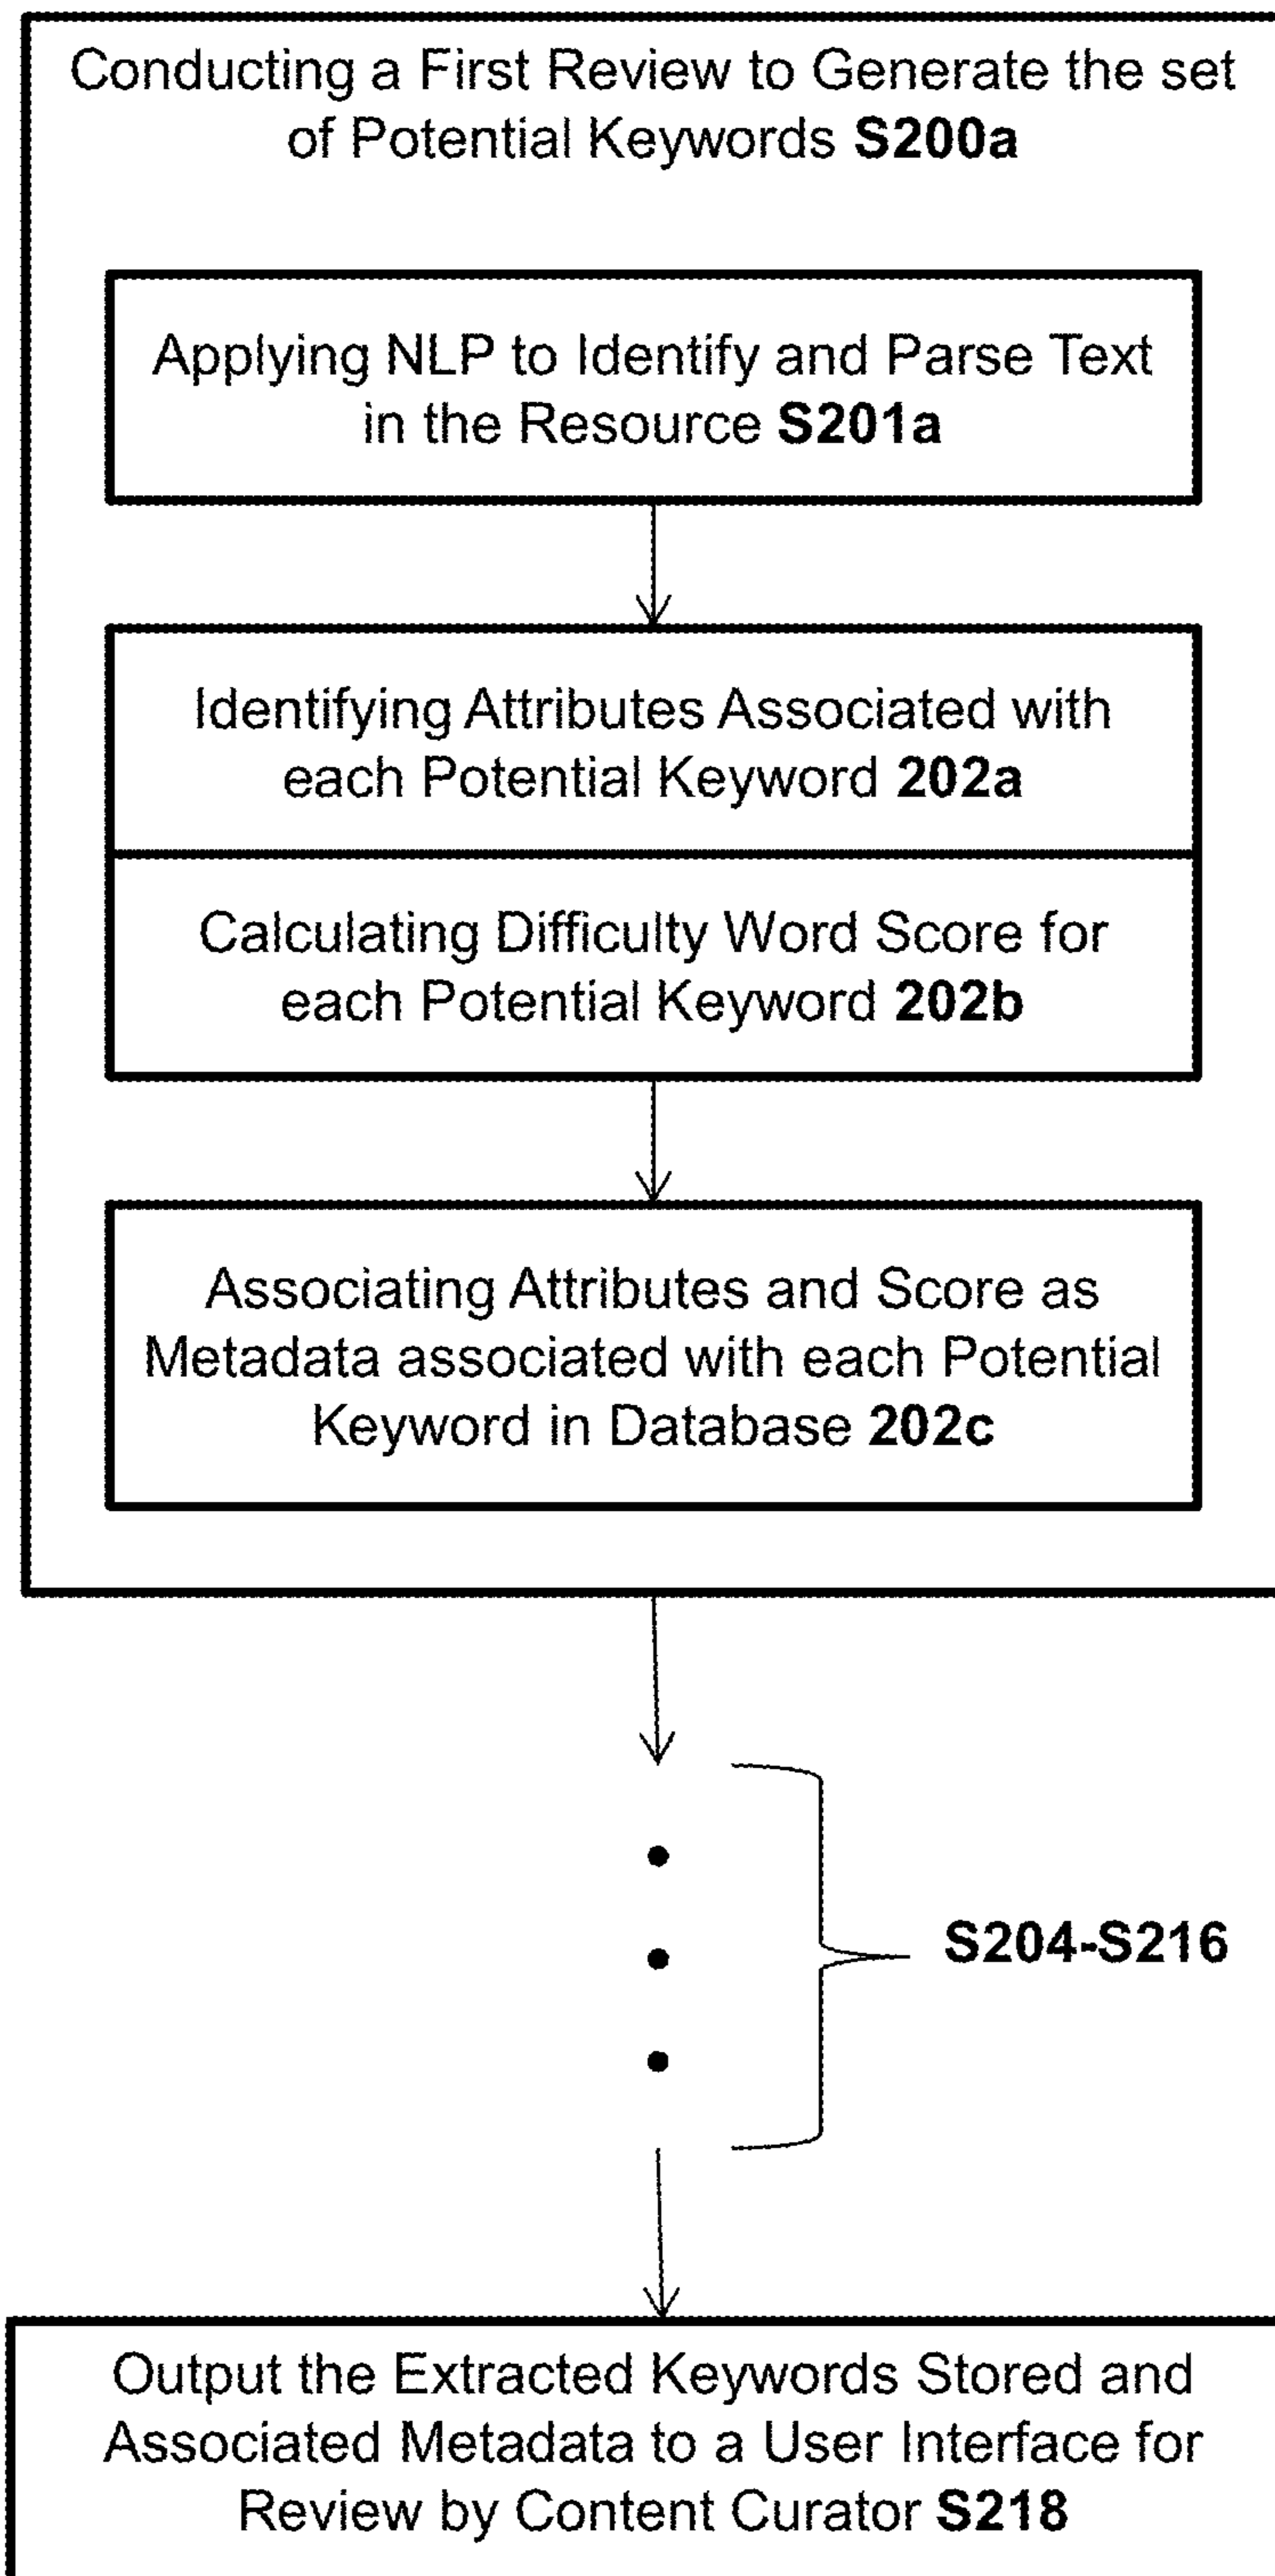 Conducting a First Review to Generate the set
of Potential Keywords S200a
Applying NLP to Identify and Parse Text
in the Resource S201a
Identifying Attributes Associated with
each Potential Keyword 202a
Calculating Difficulty Word Score for
each Potential Keyword 202b
Associating Attributes and Score as
Metadata associated with each Potential
Keyword in Database 202c
S204-S216
Output the Extracted Keywords Stored and
Associated Metadata to a User Interface for
Review by Content Curator S218